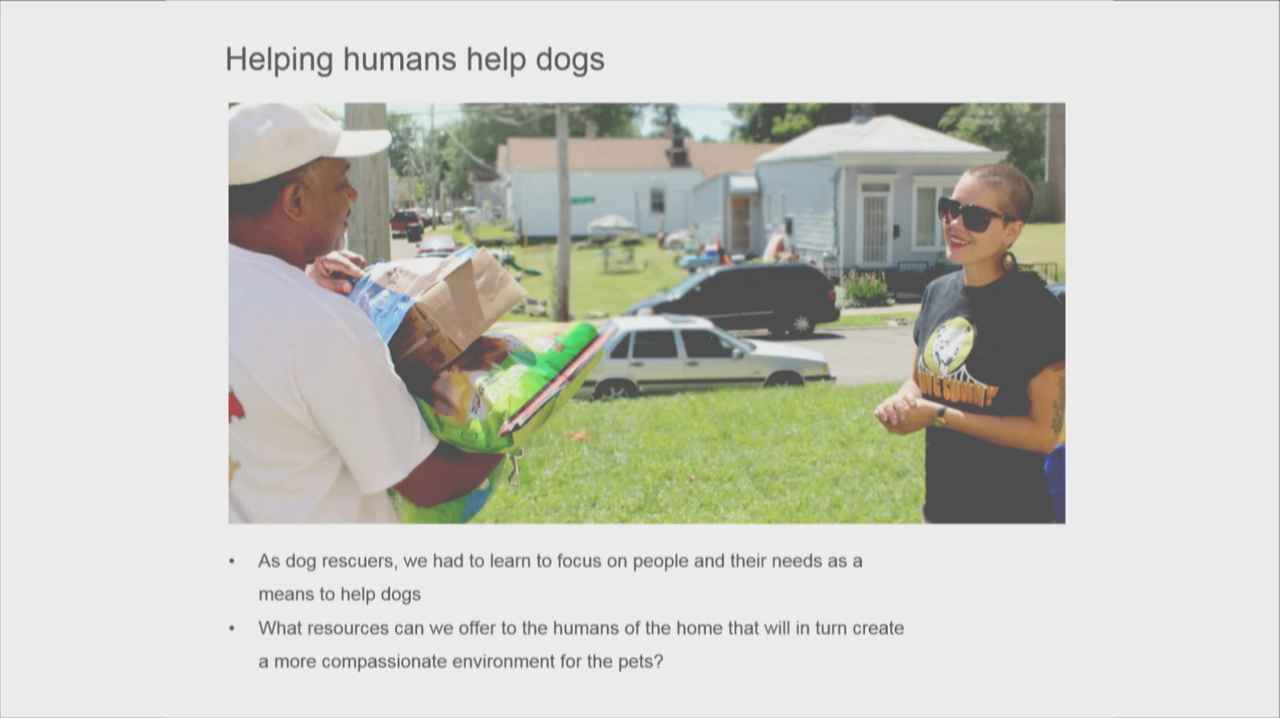 Helping humans help dogs
• As dog rescuers, we had to learn to focus on people and their needs as a
means to help dogs
• What resources can we offer to the humans of the home that will in turn create
a more compassionate environment for the pets?